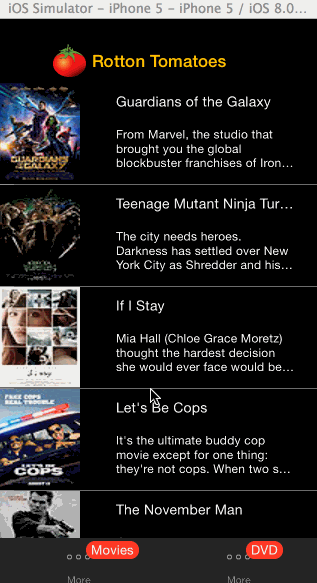 iOS Simulator - iPhone 5 - iPhone 5 / iOS 8.0...
Rotton Tomatoes
Guardians of the Galaxy
From Marvel, the studio that
brought you the global
blockbuster franchises of Iron...
GUARDIANS
GALAXY
Teenage Mutant Ninja Tur...
The city needs heroes.
Darkness has settled over New
York City as Shredder and his...
If I Stay
Mia Hall (Chloe Grace Moretz)
thought the hardest decision
she would ever face would be...
if i stay
Let's Be Cops
It's the ultimate buddy cop
movie except for one thing:
they're not cops. When two s...
FAKE COPS
REAL TROUBLE
LET'S BE
COPS
The November Man
Movies
DVD
More
More